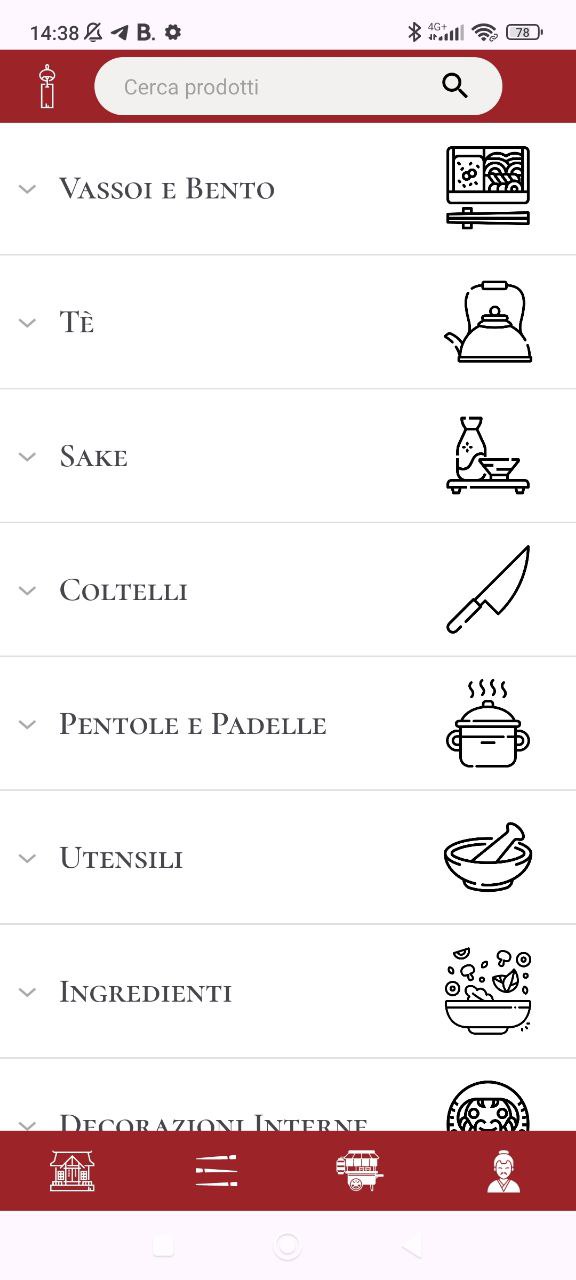 14:38 B. 4G+ 78
Cerca prodotti
Vassoi e Bento
Tè
Sake
Coltelli
Pentole e Padelle
Utensili
Ingredienti
Decorazioni Interne